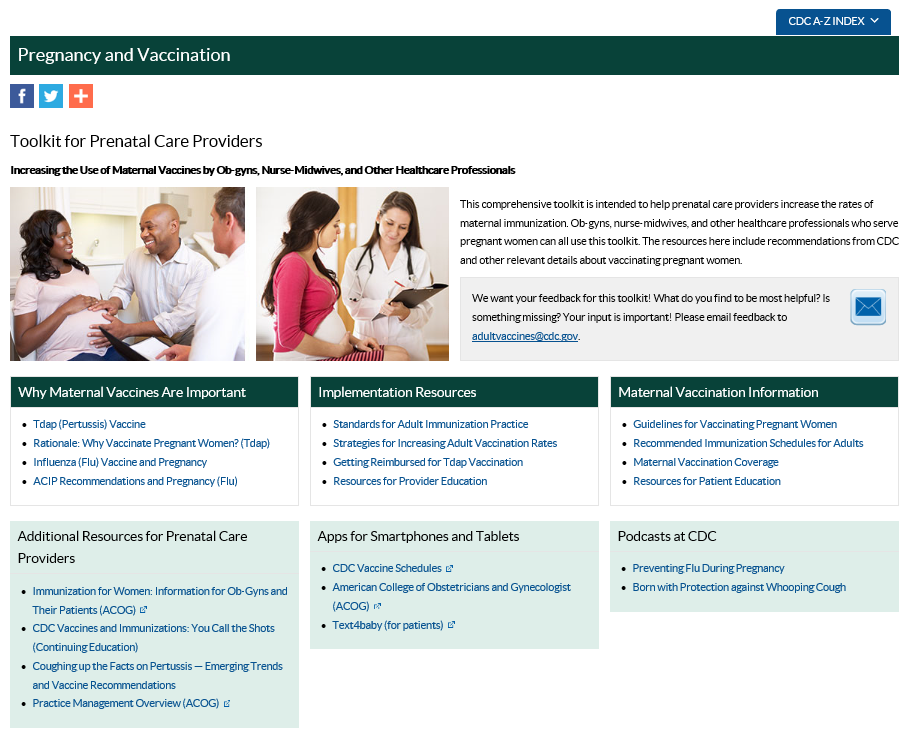 CDC A-Z INDEX
Pregnancy and Vaccination
Toolkit for Prenatal Care Providers
Increasing the Use of Maternal Vaccines by Ob-gyns, Nurse-Midwives, and Other Healthcare Professionals
This comprehensive toolkit is intended to help prenatal care providers increase the rates of
maternal immunization. Ob-gyns, nurse-midwives, and other healthcare professionals who serve
pregnant women can all use this toolkit. The resources here include recommendations from CDC
and other relevant details about vaccinating pregnant women.
We want your feedback for this toolkit! What do you find to be most helpful? Is
something missing? Your input is important! Please email feedback to
adultvaccines@cdc.gov.
Why Maternal Vaccines Are Important
• Tdap (Pertussis) Vaccine
• Rationale: Why Vaccinate Pregnant Women? (Tdap)
• Influenza (Flu) Vaccine and Pregnancy
• ACIP Recommendations and Pregnancy (Flu)
Implementation Resources
• Standards for Adult Immunization Practice
• Strategies for Increasing Adult Vaccination Rates
• Getting Reimbursed for Tdap Vaccination
• Resources for Provider Education
Maternal Vaccination Information
• Guidelines for Vaccinating Pregnant Women
• Recommended Immunization Schedules for Adults
• Maternal Vaccination Coverage
• Resources for Patient Education
Additional Resources for Prenatal Care
Providers
• Immunization for Women: Information for Ob-Gyns and
Their Patients (ACOG)
• CDC Vaccines and Immunizations: You Call the Shots
(Continuing Education)
• Coughing up the Facts on Pertussis — Emerging Trends
and Vaccine Recommendations
• Practice Management Overview (ACOG)
Apps for Smartphones and Tablets
• CDC Vaccine Schedules
• American College of Obstetricians and Gynecologist
(ACOG)
• Text4baby (for patients)
Podcasts at CDC
• Preventing Flu During Pregnancy
• Born with Protection against Whooping Cough